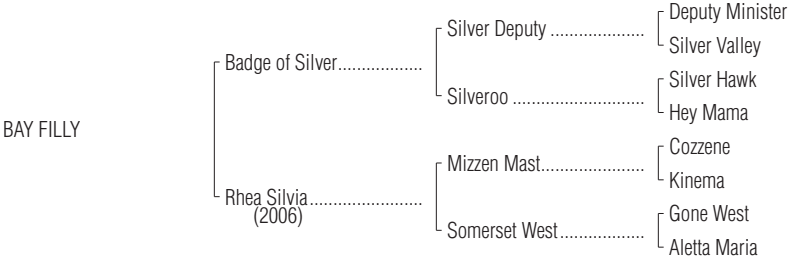 Deputy Minister
Silver Deputy ....................
Silver Valley
Badge of Silver..................
Silver Hawk
Silveroo ............................
Hey Mama
BAY FILLY
Cozzene
Mizzen Mast......................
Kinema
Rhea Silvia........................
(2006)
Gone West
Somerset West..................
Aletta Maria